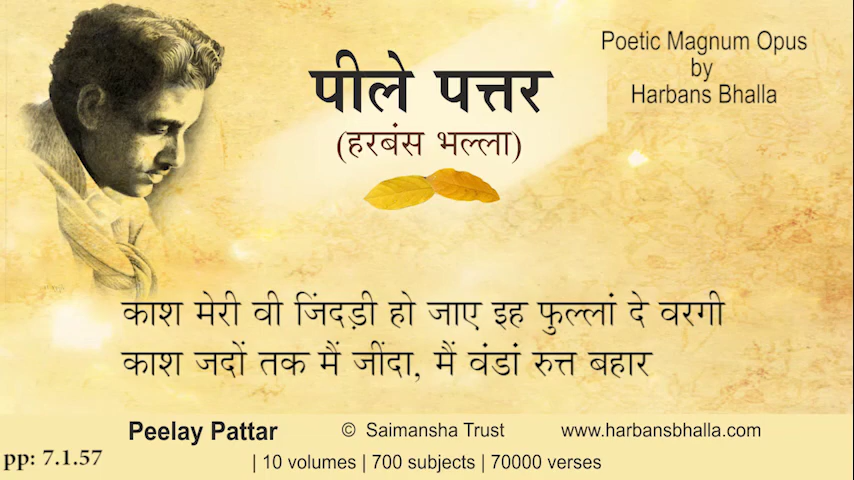 पीले पत्तर
(हरबंस भल्ला)
Poetic Magnum Opus
by
Harbans Bhalla
काश मेरी वी जिंदड़ी हो जाए इह फुल्लां दे वरगी
काश जदों तक मैं जींदा, मैं वंडां रुत्त बहार
Peelay Pattar © Saimansha Trust www.harbansbhalla.com
pp: 7.1.57 | 10 volumes | 700 subjects | 70000 verses